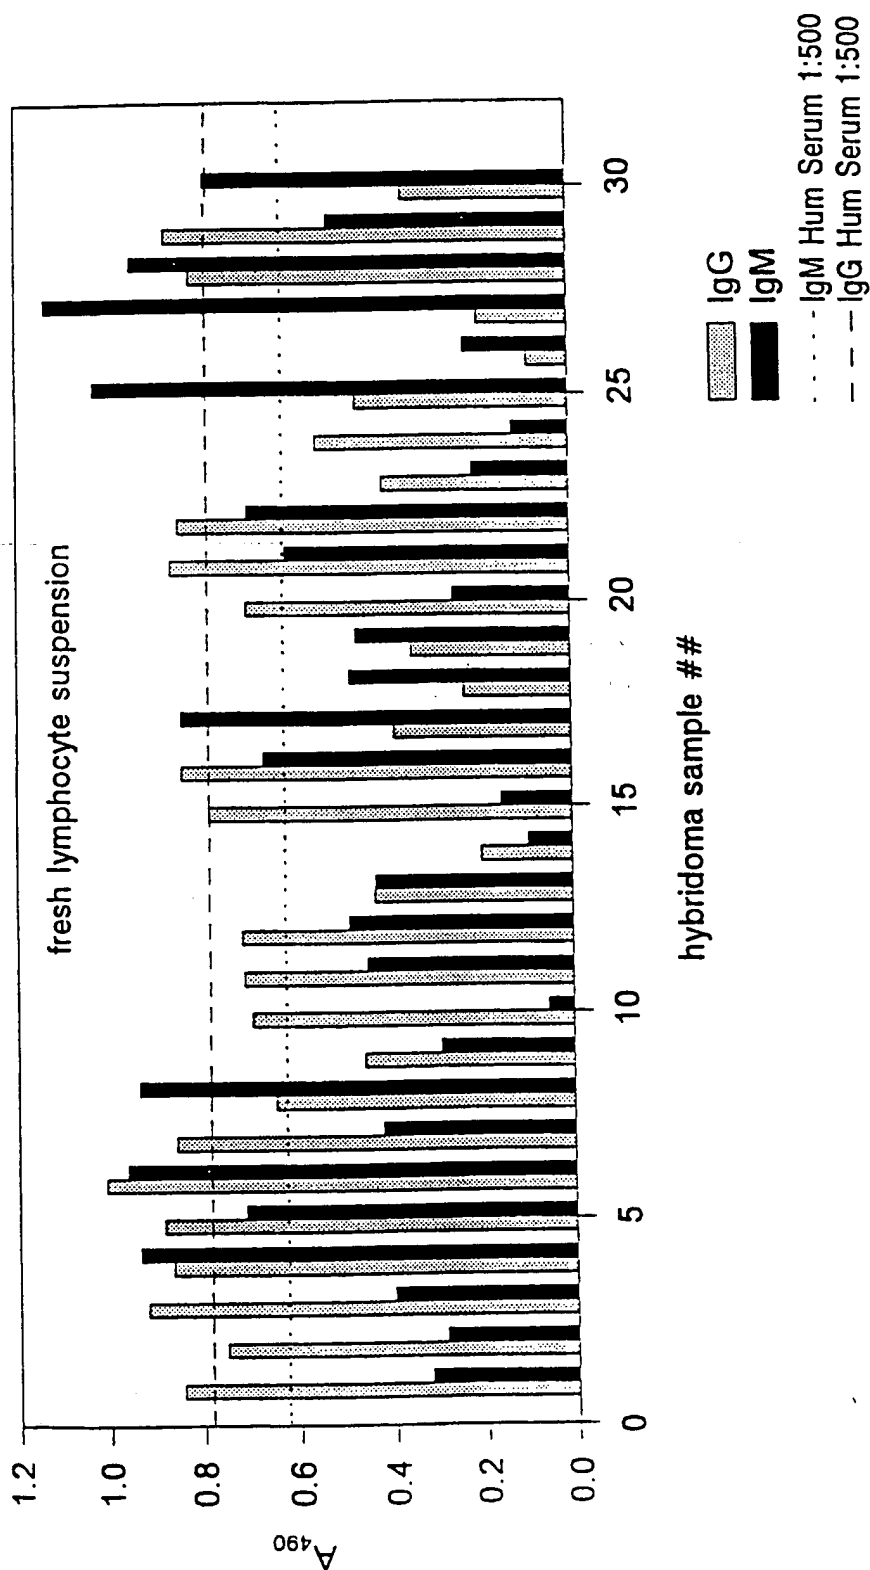 fresh lymphocyte suspension
1.2
1.0
0.8
0.6
0.4
0.2
0.0
A490
0 5 10 15 20 25 30
hybridoma sample ##
IgG
IgM
IgM Hum Serum 1:500
IgG Hum Serum 1:500